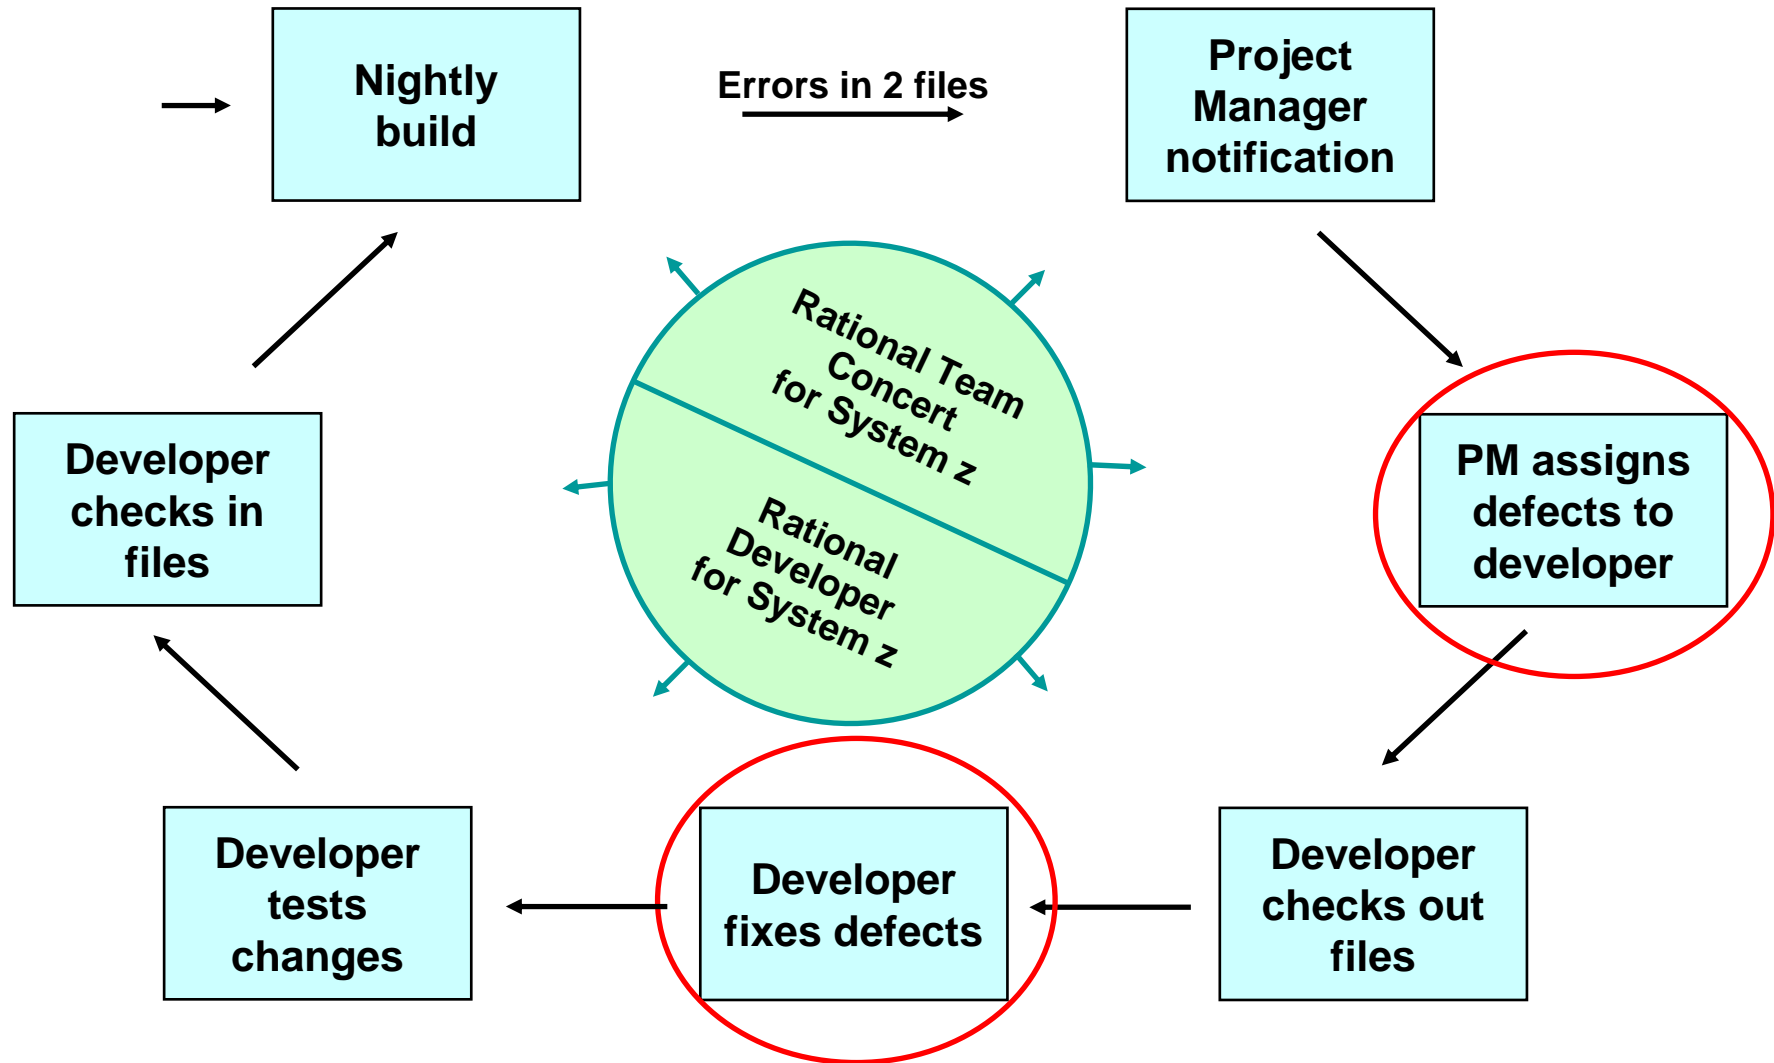 Nightly
build
Errors in 2 files
Project
Manager
notification
Rational Team
Concert
for System z
Rational
Developer
for System z
PM assigns
defects to
developer
Developer
checks out
files
Developer
fixes defects
Developer
tests
changes
Developer
checks in
files